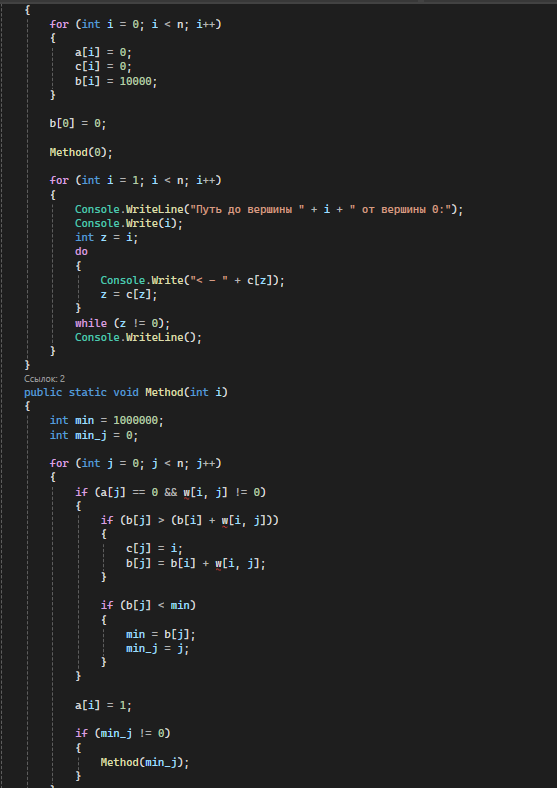 {
for (int i = 0; i < n; i++)
{
a[i] = 0;
c[i] = 0;
b[i] = 10000;
}
b[0] = 0;
Method(0);
for (int i = 1; i < n; i++)
{
Console.WriteLine("Путь до вершины " + i + " от вершины 0:");
Console.Write(i);
int z = i;
do
{
Console.Write("< - " + c[z]);
z = c[z];
}
while (z != 0);
Console.WriteLine();
}
}
Ссылок: 2
public static void Method(int i)
{
int min = 1000000;
int min_j = 0;
for (int j = 0; j < n; j++)
{
if (a[j] == 0 && w[i, j] != 0)
{
if (b[j] > (b[i] + w[i, j]))
{
c[j] = i;
b[j] = b[i] + w[i, j];
}
if (b[j] < min)
{
min = b[j];
min_j = j;
}
}
a[i] = 1;
if (min_j != 0)
{
Method(min_j);
}
}